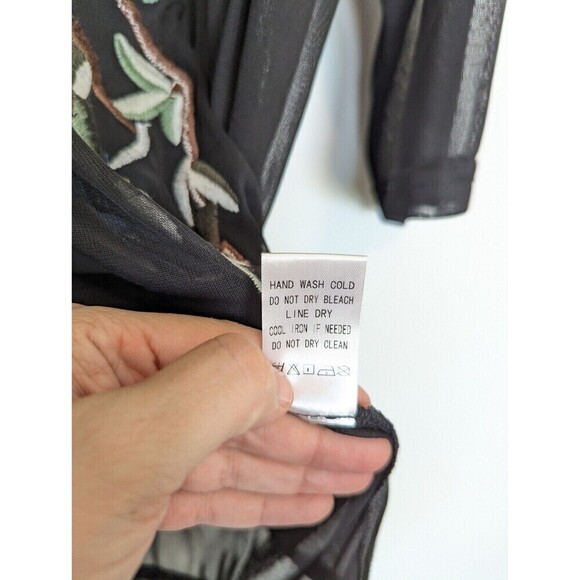 HAND WASH COLD
DO NOT DRY BLEACH
LINE DRY
COOL IRON IF NEEDED
DO NOT DRY CLEAN